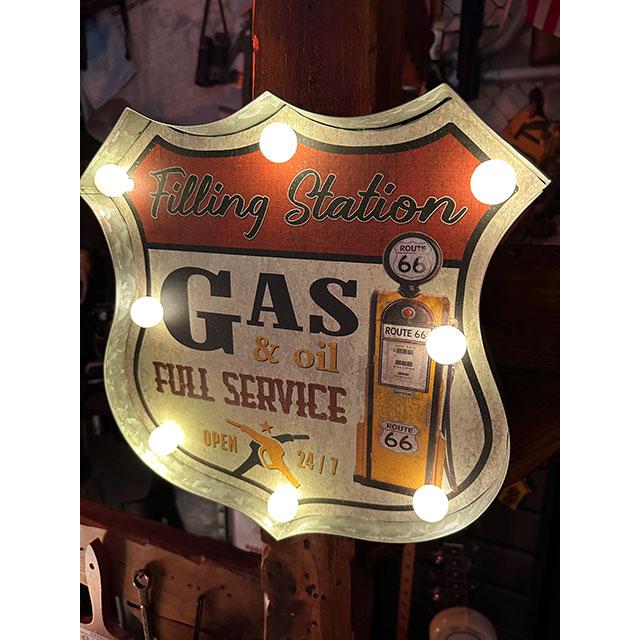 Filling Station
GAS
& oil
FULL SERVICE
OPEN 24/7
ROUTE
66
ROUTE 66
ROUTE
66